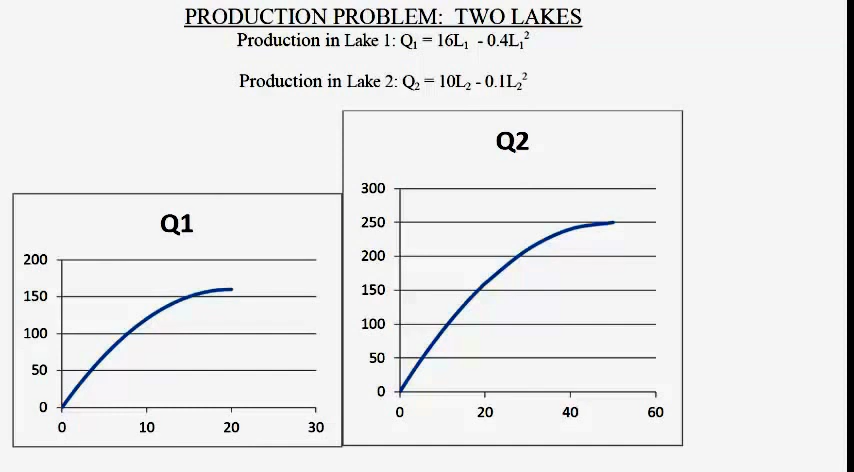 PRODUCTION PROBLEM: TWO LAKES
Production in Lake 1: Q₁ = 16L₁ - 0.4L₁²
Production in Lake 2: Q₂ = 10L₂ - 0.1L₂²
Q1
200
150
100
50
0
0 10 20 30
Q2
300
250
200
150
100
50
0
0 20 40 60